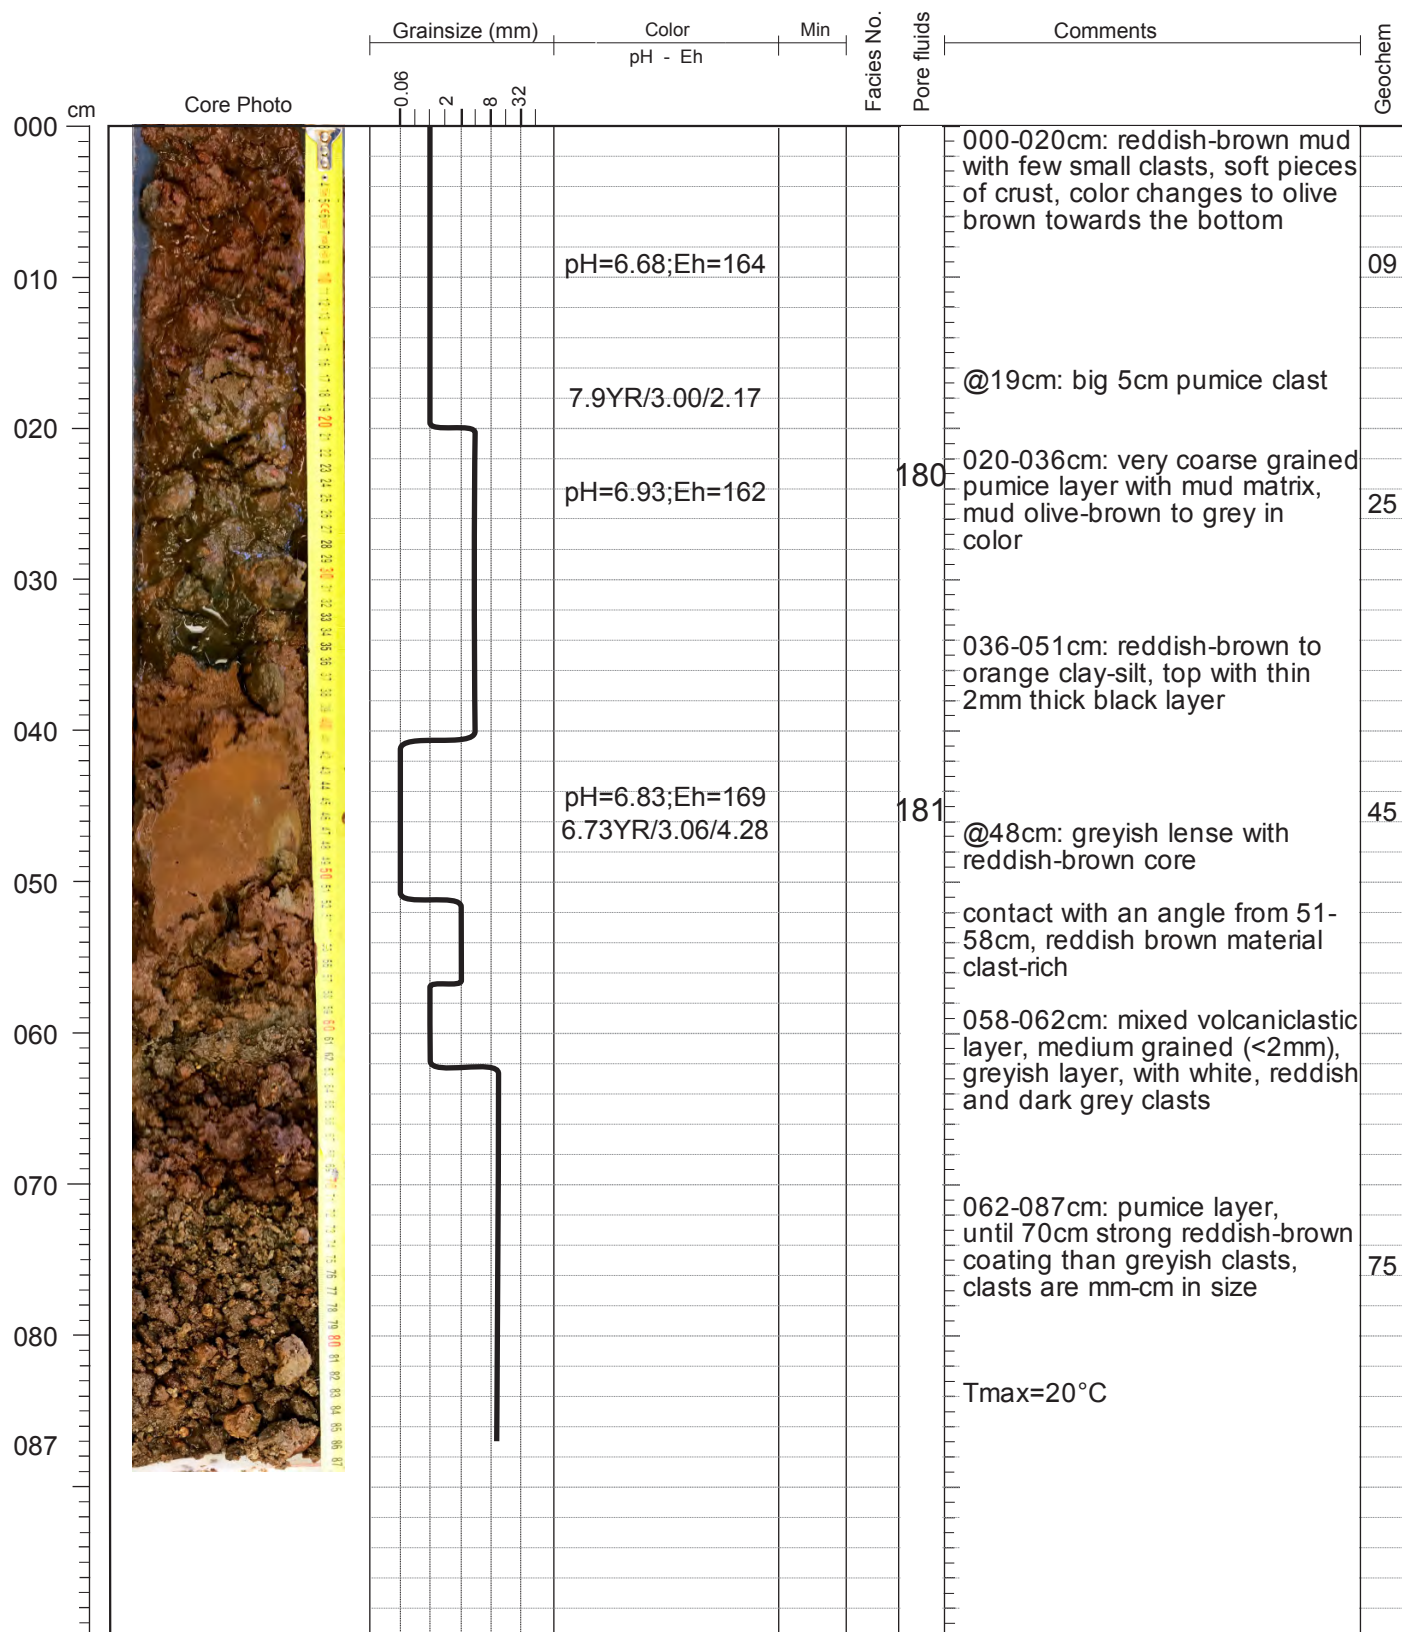 Grainsize (mm)
Color
Min
pH - Eh
Facies No.
Pore fluids
Comments
Geochem
0.06
2
8
32
cm
Core Photo
000
010
020
030
040
050
060
070
080
087
pH=6.68;Eh=164
7.9YR/3.00/2.17
pH=6.93;Eh=162
pH=6.83;Eh=169
6.73YR/3.06/4.28
180
181
000-020cm: reddish-brown mud
with few small clasts, soft pieces
of crust, color changes to olive
brown towards the bottom
@19cm: big 5cm pumice clast
020-036cm: very coarse grained
pumice layer with mud matrix,
mud olive-brown to grey in
color
036-051cm: reddish-brown to
orange clay-silt, top with thin
2mm thick black layer
@48cm: greyish lense with
reddish-brown core
contact with an angle from 51-
58cm, reddish brown material
clast-rich
058-062cm: mixed volcaniclastic
layer, medium grained (<2mm),
greyish layer, with white, reddish
and dark grey clasts
062-087cm: pumice layer,
until 70cm strong reddish-brown
coating than greyish clasts,
clasts are mm-cm in size
Tmax=20°C
09
25
45
75